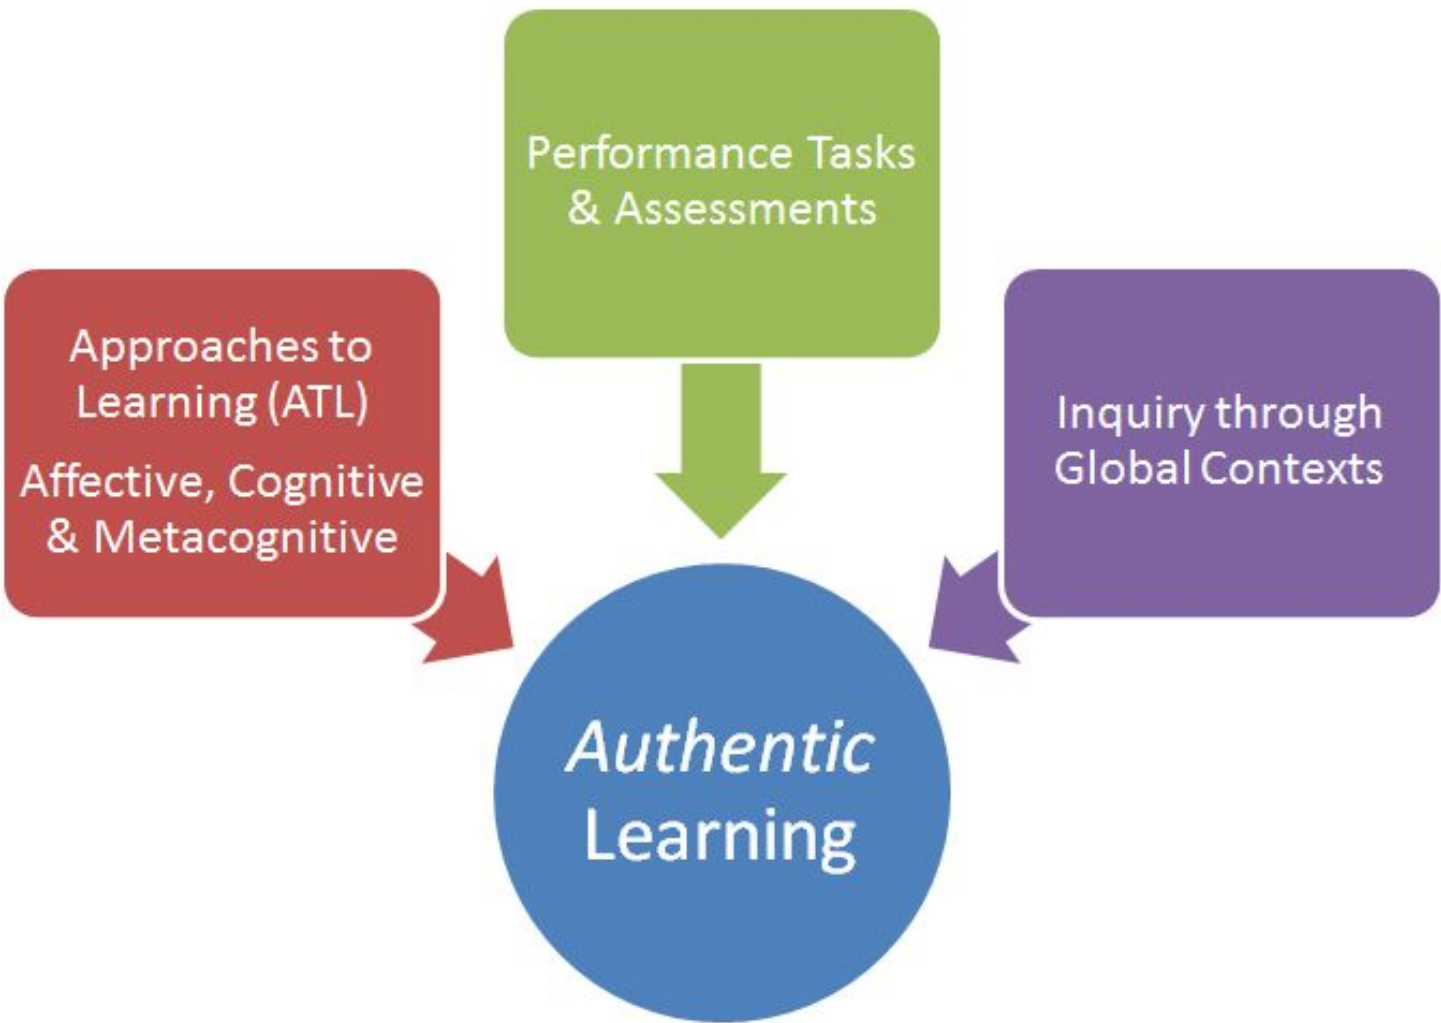 Performance Tasks
& Assessments
Approaches to
Learning (ATL)
Affective, Cognitive
& Metacognitive
Inquiry through
Global Contexts
Authentic
Learning